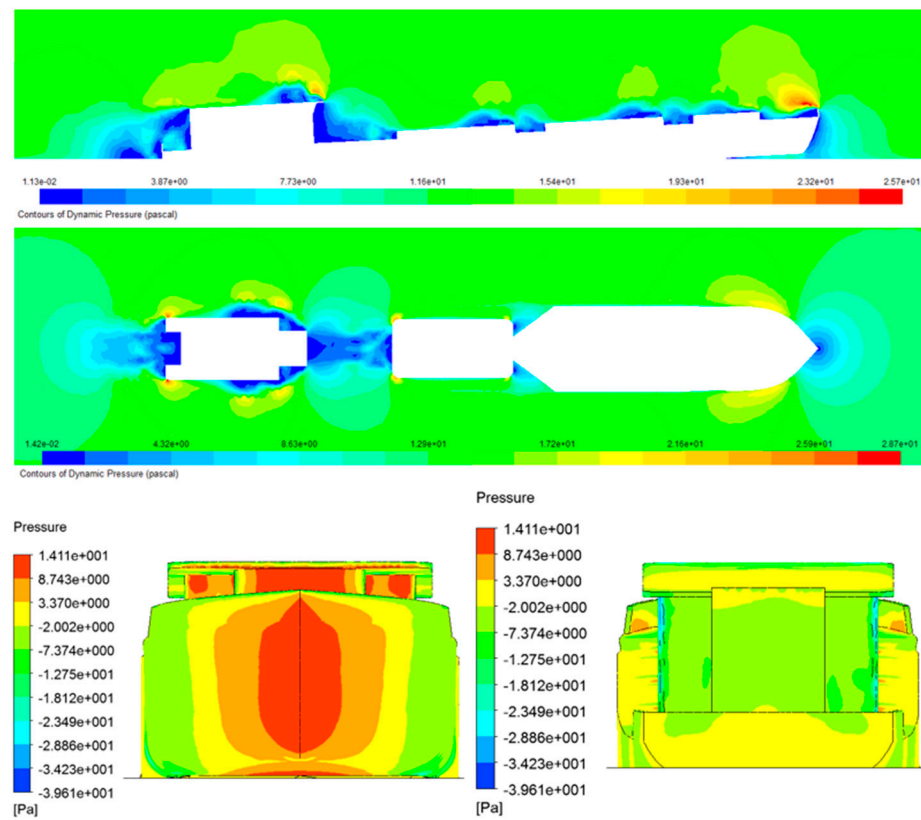 1.13e-02 3.87e+00 7.73e+00 1.16e+01 1.54e+01 1.93e+01 2.32e+01 2.57e+01
Contours of Dynamic Pressure (pascal)
1.42e-02 4.32e+00 8.63e+00 1.29e+01 1.72e+01 2.16e+01 2.59e+01 2.87e+01
Contours of Dynamic Pressure (pascal)
Pressure
1.411e+001
8.743e+000
3.370e+000
-2.002e+000
-7.374e+000
-1.275e+001
-1.812e+001
-2.349e+001
-2.886e+001
-3.423e+001
-3.961e+001
[Pa]
Pressure
1.411e+001
8.743e+000
3.370e+000
-2.002e+000
-7.374e+000
-1.275e+001
-1.812e+001
-2.349e+001
-2.886e+001
-3.423e+001
-3.961e+001
[Pa]